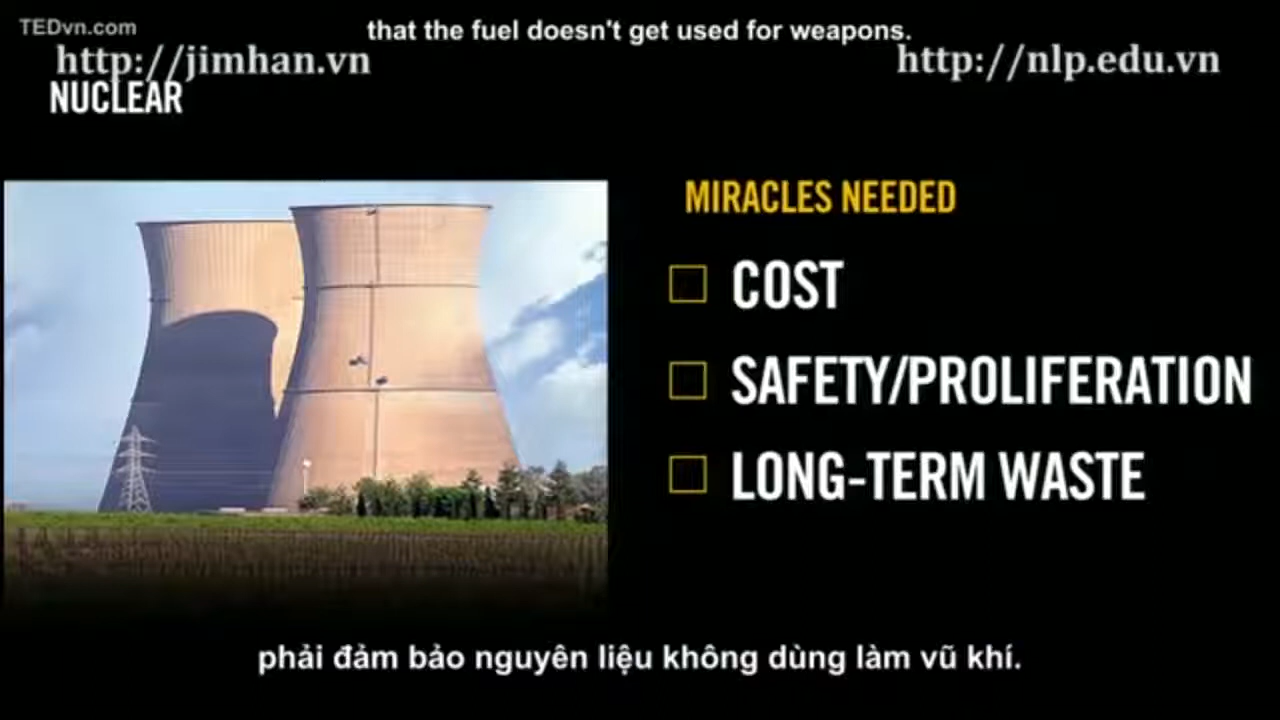 TEDvn.com
that the fuel doesn't get used for weapons.
http://jimhan.vn
http://nlp.edu.vn
NUCLEAR
MIRACLES NEEDED
COST
SAFETY/PROLIFERATION
LONG-TERM WASTE
phải đảm bảo nguyên liệu không dùng làm vũ khí.